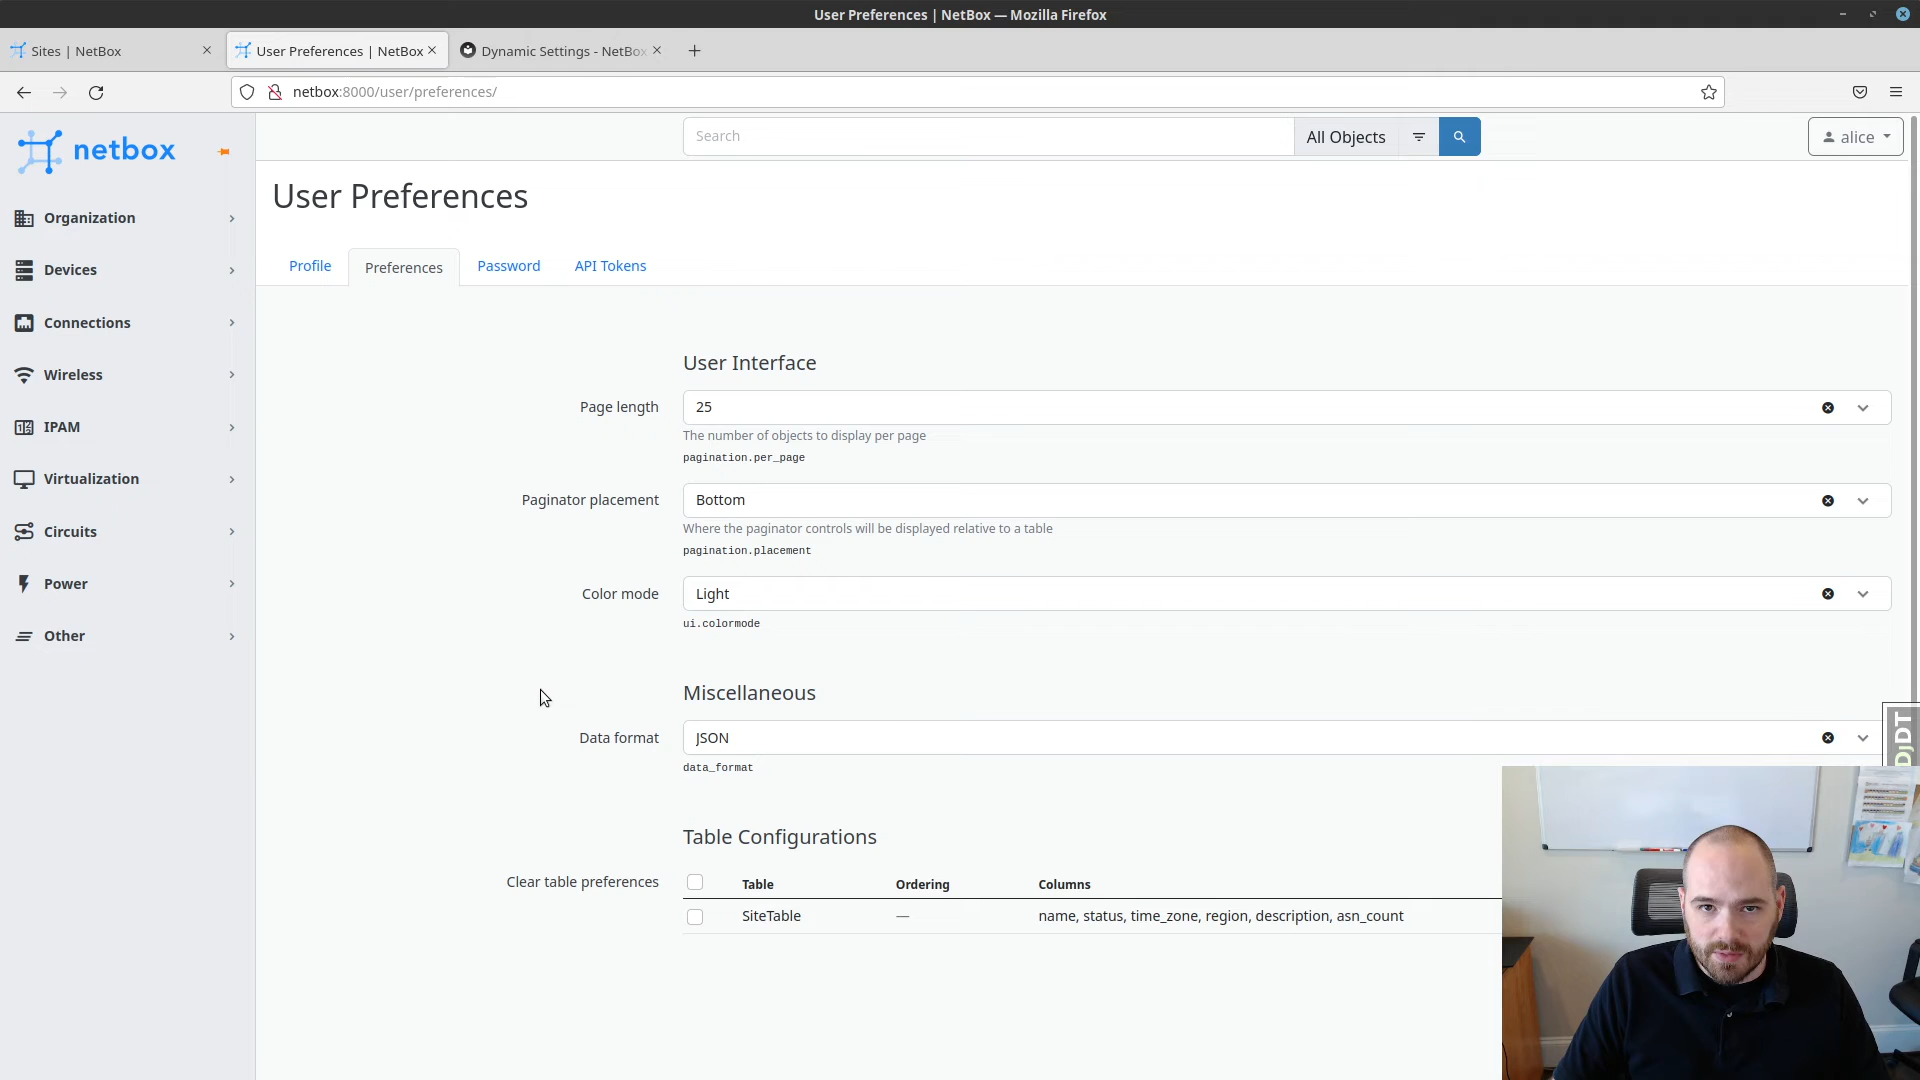 User Preferences | NetBox — Mozilla Firefox
Sites | NetBox
User Preferences | NetBox
Dynamic Settings - NetBox
netbox:8000/user/preferences/
netbox
Search
All Objects
alice
Organization
Devices
Connections
Wireless
IPAM
Virtualization
Circuits
Power
Other
User Preferences
Profile
Preferences
Password
API Tokens
User Interface
Page length
25
The number of objects to display per page
pagination.per_page
Paginator placement
Bottom
Where the paginator controls will be displayed relative to a table
pagination.placement
Color mode
Light
ui.colormode
Miscellaneous
Data format
JSON
data_format
DjDT
Table Configurations
Clear table preferences
Table Ordering Columns
SiteTable — name, status, time_zone, region, description, asn_count